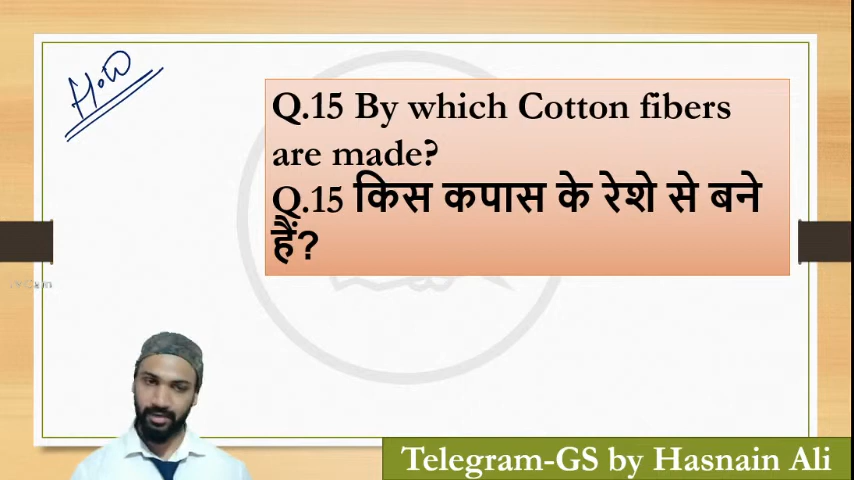 How
Q.15 By which Cotton fibers
are made?
Q.15 किस कपास के रेशे से बने
हैं?
Telegram-GS by Hasnain Ali